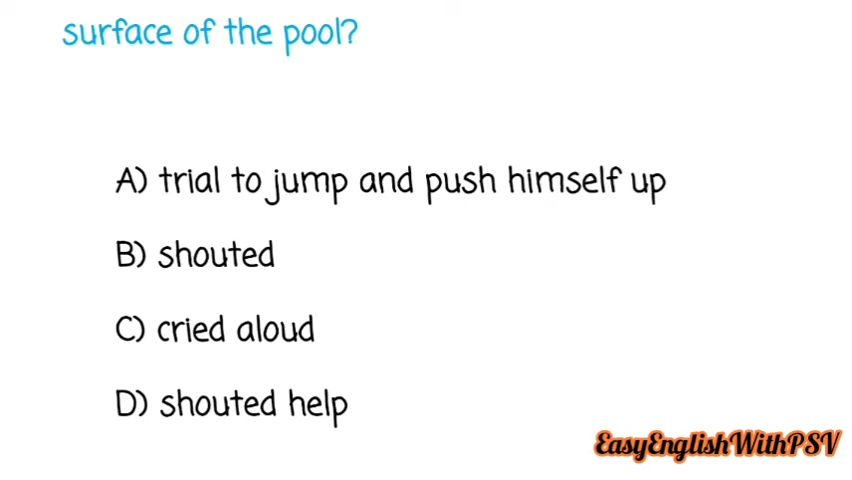 surface of the pool?
A) trial to jump and push himself up
B) shouted
C) cried aloud
D) shouted help
EasyEnglishWithPSV